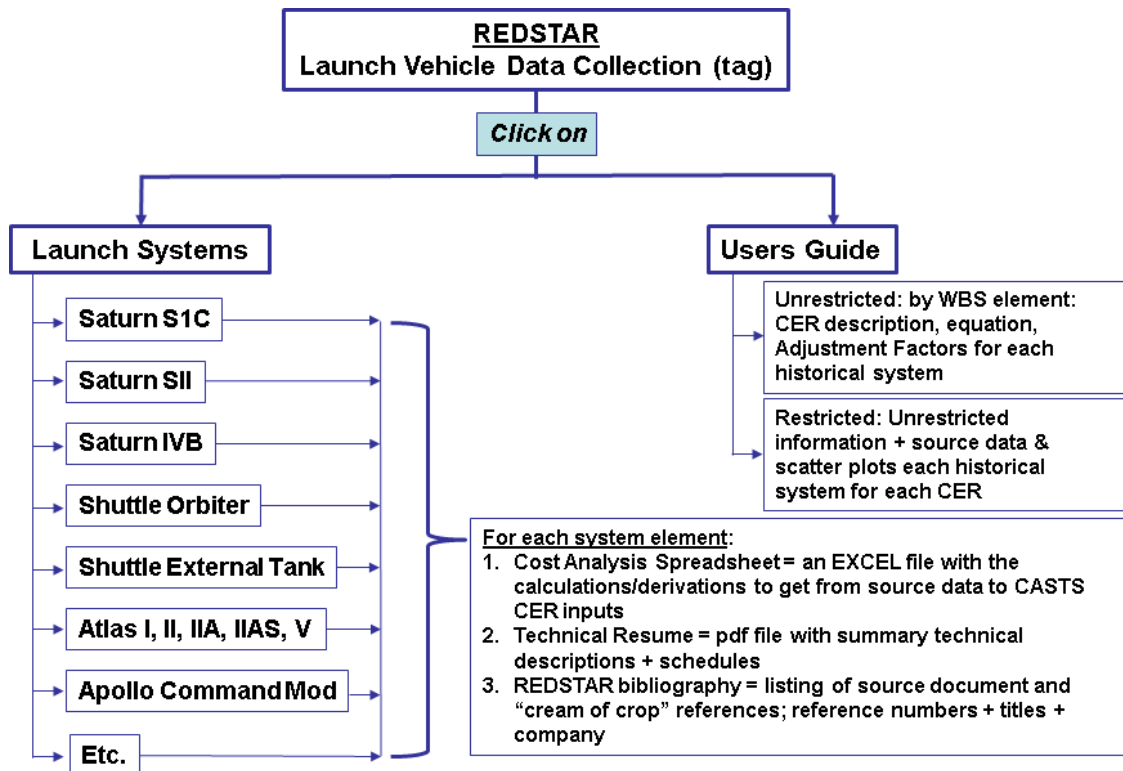 REDSTAR
Launch Vehicle Data Collection (tag)
Click on
Launch Systems
Saturn S1C
Saturn SII
Saturn IVB
Shuttle Orbiter
Shuttle External Tank
Atlas I, II, IIA, IIAS, V
Apollo Command Mod
Etc.
Users Guide
Unrestricted: by WBS element:
CER description, equation,
Adjustment Factors for each
historical system
Restricted: Unrestricted
information + source data &
scatter plots each historical
system for each CER
For each system element:
1. Cost Analysis Spreadsheet = an EXCEL file with the
calculations/derivations to get from source data to CASTS
CER inputs
2. Technical Resume = pdf file with summary technical
descriptions + schedules
3. REDSTAR bibliography = listing of source document and
“cream of crop” references; reference numbers + titles +
company